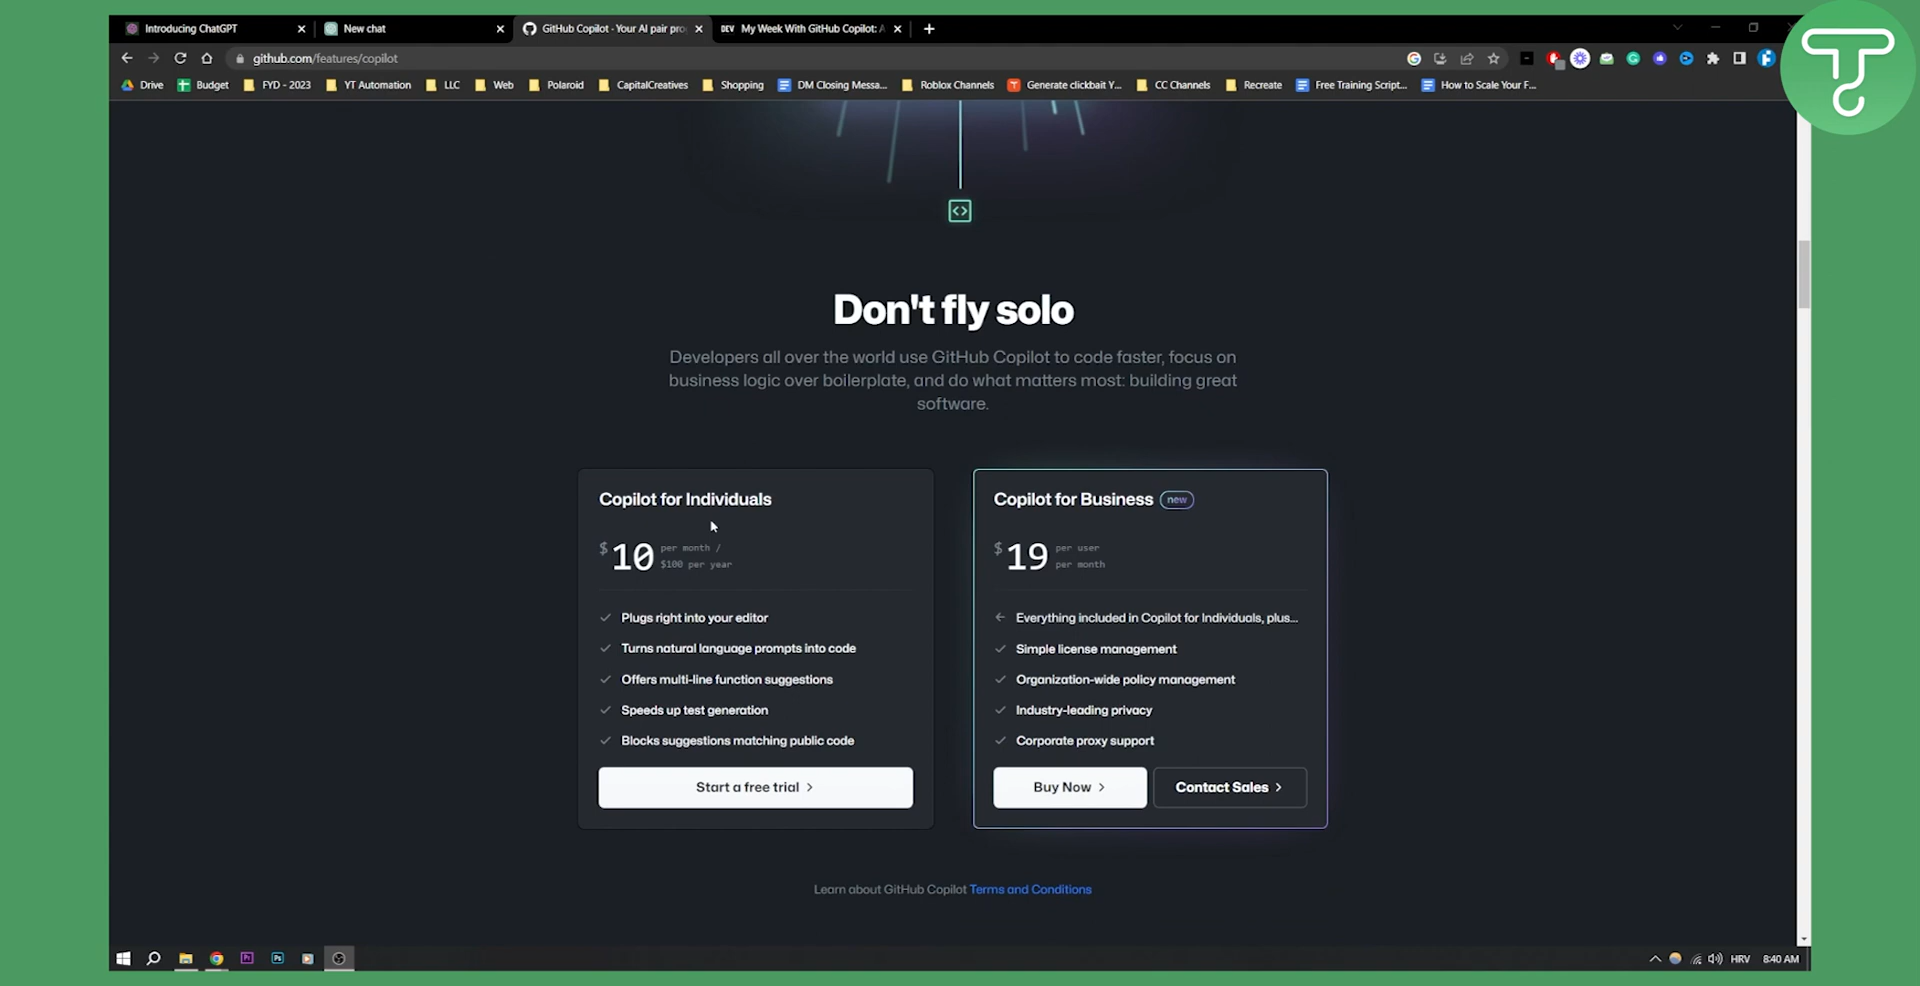 Introducing ChatGPT
New chat
GitHub Copilot - Your AI pair pro
DEV My Week With GitHub Copilot: A
github.com/features/copilot
Drive
Budget
FYD - 2023
YT Automation
LLC
Web
Polaroid
CapitalCreatives
Shopping
DM Closing Messa...
Roblox Channels
Generate clickbait Y...
CC Channels
Recreate
Free Training Script...
How to Scale Your F...
Don't fly solo
Developers all over the world use GitHub Copilot to code faster, focus on
business logic over boilerplate, and do what matters most: building great
software.
Copilot for Individuals
$ 10 per month /
$100 per year
Plugs right into your editor
Turns natural language prompts into code
Offers multi-line function suggestions
Speeds up test generation
Blocks suggestions matching public code
Start a free trial >
Copilot for Business new
$ 19 per user
per month
Everything included in Copilot for Individuals, plus...
Simple license management
Organization-wide policy management
Industry-leading privacy
Corporate proxy support
Buy Now >
Contact Sales >
Learn about GitHub Copilot Terms and Conditions
Pr
Ps
HRV
8:40 AM